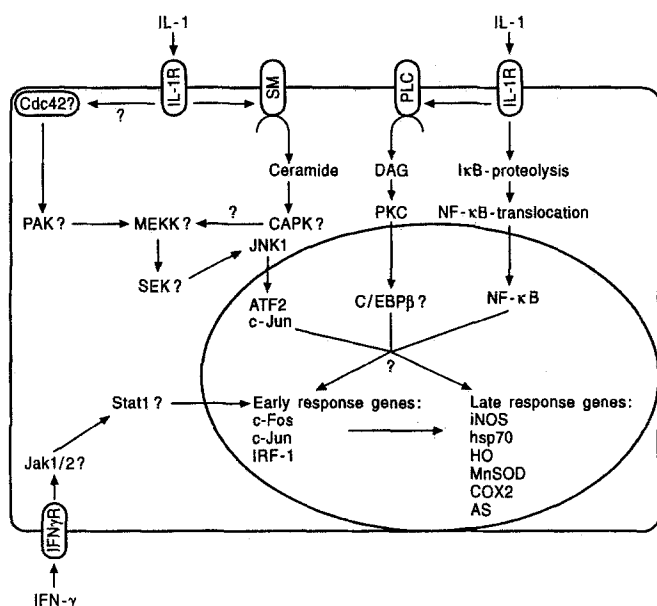 IL-1
IL-1
IL-1R
SM
PLC
IL-1R
Cdc42?
?
Ceramide
DAG
IκB-proteolysis
PAK?
MEKK?
?
CAPK?
PKC
NF-κB-translocation
JNK1
SEK?
ATF2
c-Jun
C/EBPβ?
NF-κB
?
Stat1?
Early response genes:
c-Fos
c-Jun
IRF-1
Late response genes:
iNOS
hsp70
HO
MnSOD
COX2
AS
Jak1/2?
IFNγR
IFN-γ